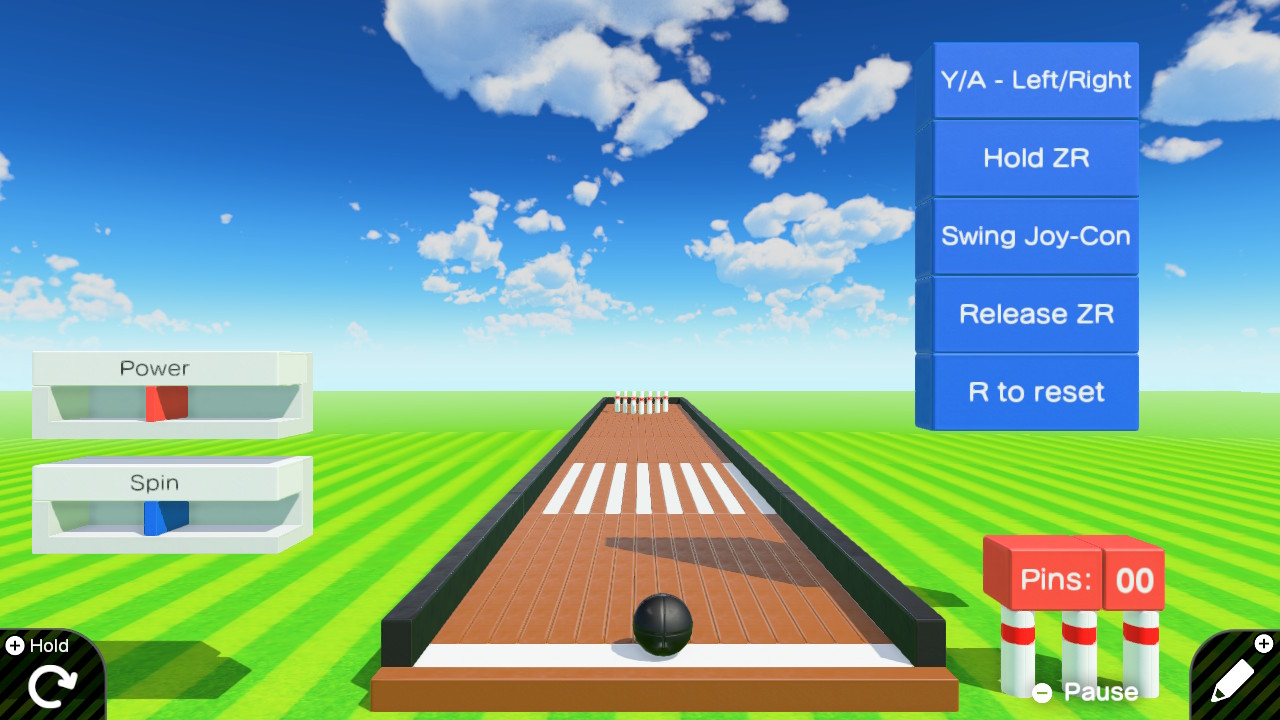 Y/A - Left/Right
Hold ZR
Swing Joy-Con
Release ZR
R to reset
Power
Spin
Pins: 00
Hold
Pause